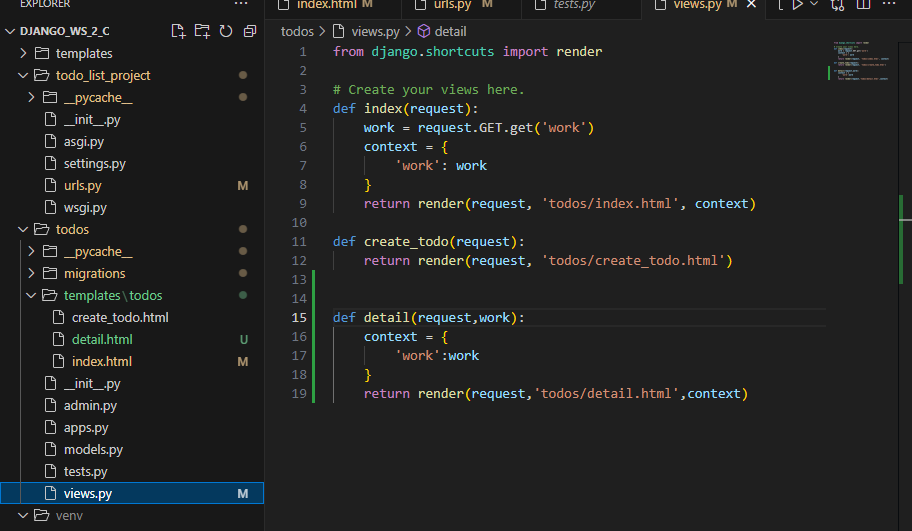 EXPLORER ...
DJANGO_WS_2_C
templates
todo_list_project
__pycache__
__init__.py
asgi.py
settings.py
urls.py M
wsgi.py
todos
__pycache__
migrations
templates\todos
create_todo.html
detail.html U
index.html M
__init__.py
admin.py
apps.py
models.py
tests.py
views.py M
venv
index.html M urls.py M tests.py views.py M
todos > views.py > detail
1 from django.shortcuts import render
2
3 # Create your views here.
4 def index(request):
5 work = request.GET.get('work')
6 context = {
7 'work': work
8 }
9 return render(request, 'todos/index.html', context)
10
11 def create_todo(request):
12 return render(request, 'todos/create_todo.html')
13
14
15 def detail(request,work):
16 context = {
17 'work':work
18 }
19 return render(request,'todos/detail.html',context)